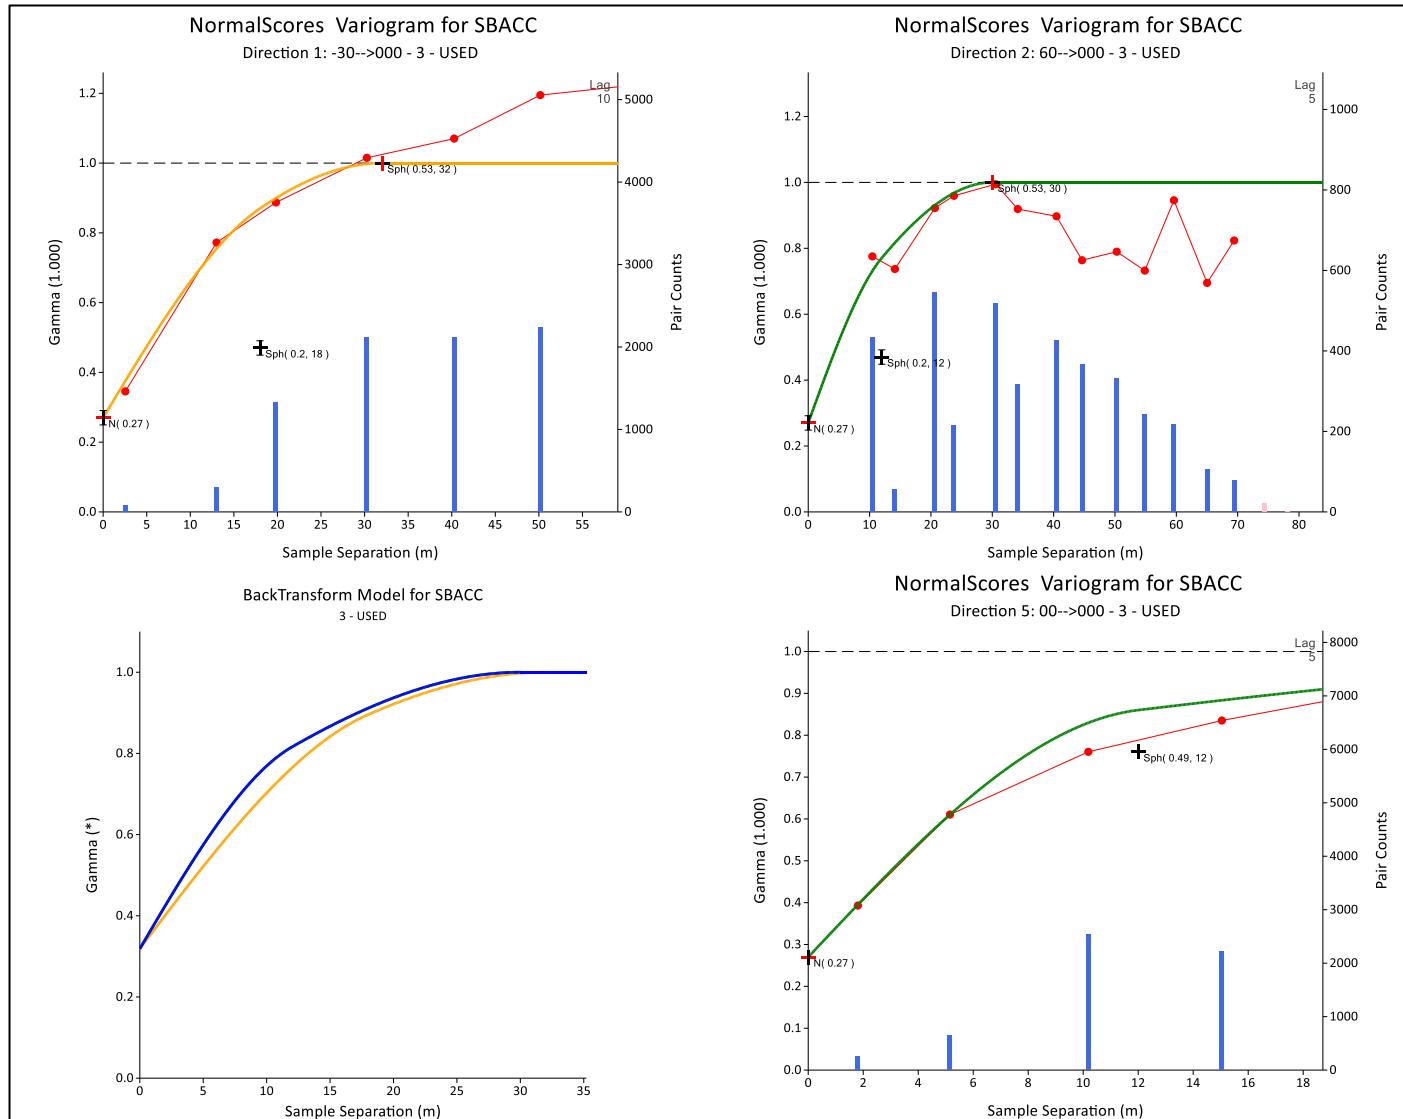 NormalScores Variogram for SBACC
Direction 1: -30-->000 - 3 - USED
Lag
10
1.2
1.0
0.8
0.6
0.4
0.2
0.0
Gamma (1.000)
5000
4000
3000
2000
1000
0
Pair Counts
Sph( 0.53, 32 )
Sph( 0.2, 18 )
N( 0.27 )
0 5 10 15 20 25 30 35 40 45 50 55
Sample Separation (m)
NormalScores Variogram for SBACC
Direction 2: 60-->000 - 3 - USED
Lag
5
1.2
1.0
0.8
0.6
0.4
0.2
0.0
Gamma (1.000)
1000
800
600
400
200
0
Pair Counts
Sph( 0.53, 30 )
Sph( 0.2, 12 )
N( 0.27 )
0 10 20 30 40 50 60 70 80
Sample Separation (m)
BackTransform Model for SBACC
3 - USED
1.0
0.8
0.6
0.4
0.2
0.0
Gamma (*)
0 5 10 15 20 25 30 35
Sample Separation (m)
NormalScores Variogram for SBACC
Direction 5: 00-->000 - 3 - USED
Lag
5
1.0
0.9
0.8
0.7
0.6
0.5
0.4
0.3
0.2
0.1
0.0
Gamma (1.000)
8000
7000
6000
5000
4000
3000
2000
1000
0
Pair Counts
Sph( 0.49, 12 )
N( 0.27 )
0 2 4 6 8 10 12 14 16 18
Sample Separation (m)